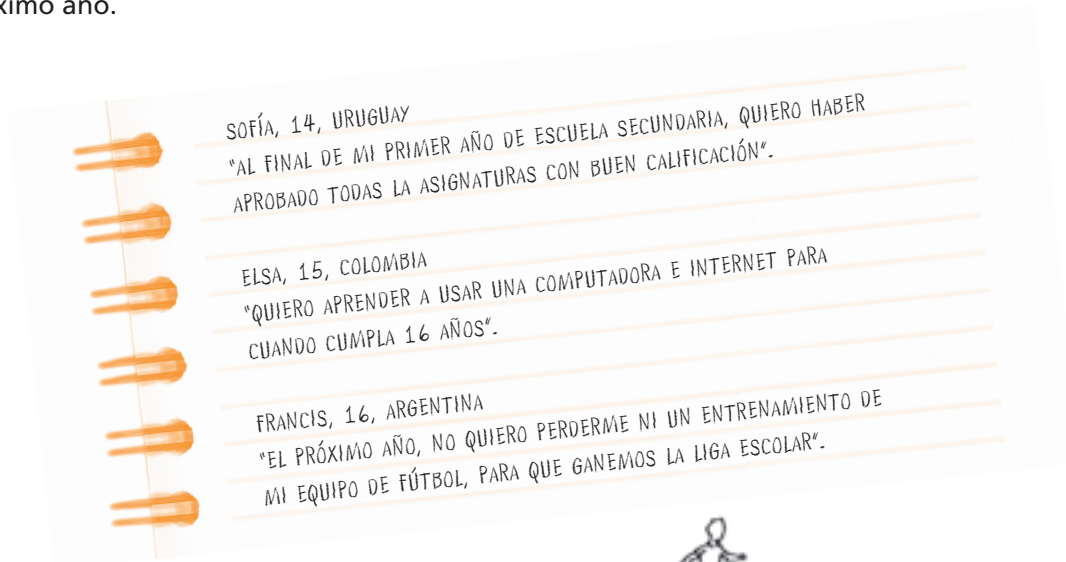 ximo año.
SOFÍA, 14, URUGUAY
"AL FINAL DE MI PRIMER AÑO DE ESCUELA SECUNDARIA, QUIERO HABER
APROBADO TODAS LA ASIGNATURAS CON BUEN CALIFICACIÓN".
ELSA, 15, COLOMBIA
"QUIERO APRENDER A USAR UNA COMPUTADORA E INTERNET PARA
CUANDO CUMPLA 16 AÑOS".
FRANCIS, 16, ARGENTINA
"EL PRÓXIMO AÑO, NO QUIERO PERDERME NI UN ENTRENAMIENTO DE
MI EQUIPO DE FÚTBOL, PARA QUE GANEMOS LA LIGA ESCOLAR".